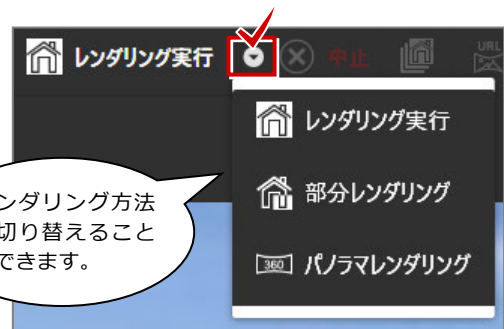 レンダリング実行
中止
URL
レンダリング実行
部分レンダリング
360 パノラマレンダリング
ンダリング方法
切り替えること
できます。